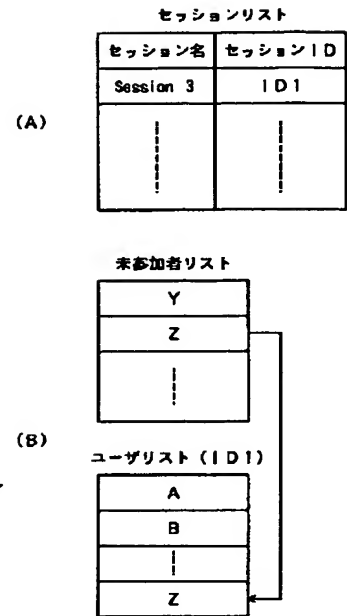 セッションリスト
セッション名 セッションID
Session 3 ID1
(A)
未参加者リスト
Y
Z
(B)
ユーザリスト(ID1)
A
B
Z